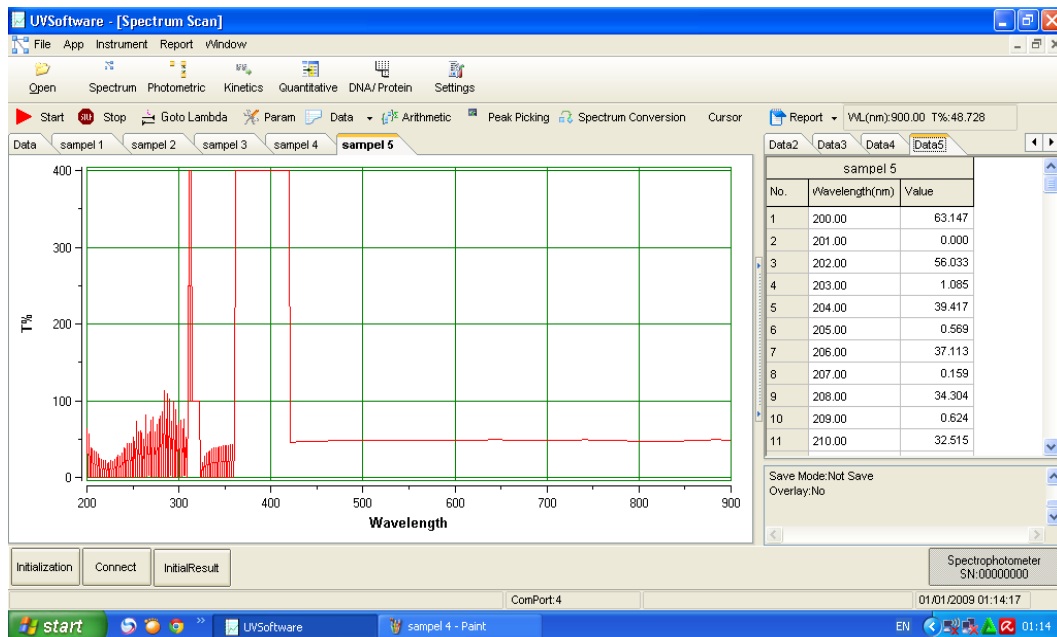 UVSoftware - [Spectrum Scan]
File App Instrument Report Window
Open Spectrum Photometric Kinetics Quantitative DNA/Protein Settings
Start Stop Goto Lambda Param Data Arithmetic Peak Picking Spectrum Conversion Cursor Report WL(nm):900.00 T%:48.728
Data sampel 1 sampel 2 sampel 3 sampel 4 sampel 5
Data2 Data3 Data4 Data5
400
300
200
100
0
T%
200 300 400 500 600 700 800 900
Wavelength
sampel 5
No. Wavelength(nm) Value
1 200.00 63.147
2 201.00 0.000
3 202.00 56.033
4 203.00 1.085
5 204.00 39.417
6 205.00 0.569
7 206.00 37.113
8 207.00 0.159
9 208.00 34.304
10 209.00 0.624
11 210.00 32.515
Save Mode:Not Save
Overlay:No
Initialization Connect InitialResult
Spectrophotometer
SN:00000000
ComPort:4 01/01/2009 01:14:17
start UVSoftware sampel 4 - Paint EN 01:14